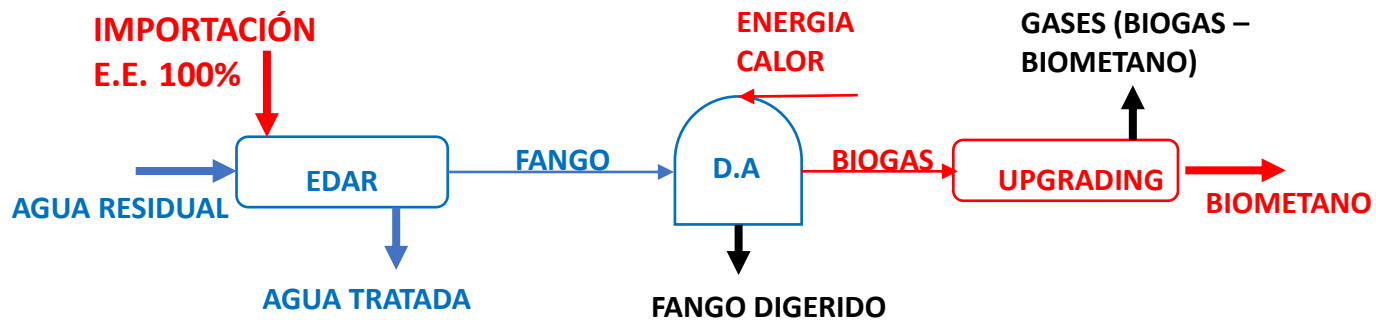 IMPORTACIÓN
E.E. 100%
ENERGIA
CALOR
GASES (BIOGAS –
BIOMETANO)
EDAR
FANGO
D.A
BIOGAS
UPGRADING
AGUA RESIDUAL
BIOMETANO
AGUA TRATADA
FANGO DIGERIDO